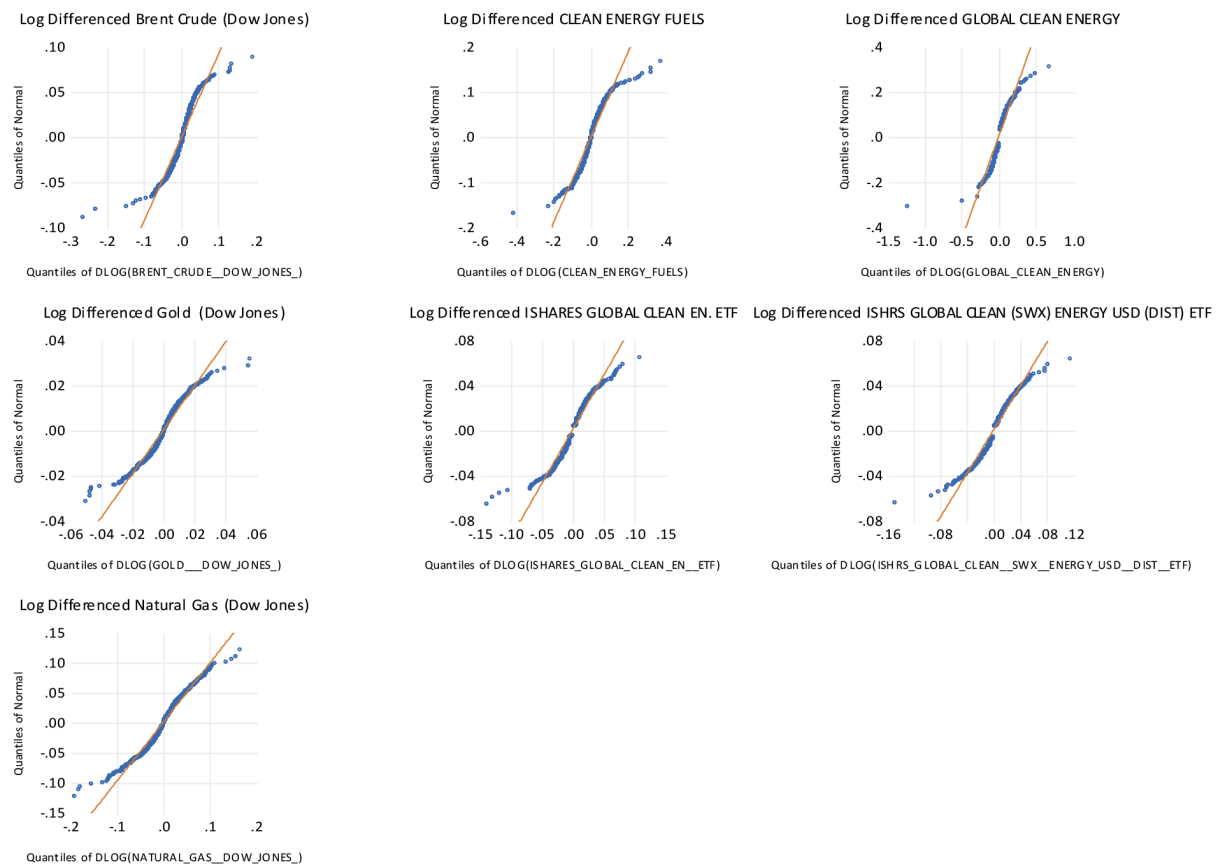 Log Differenced Brent Crude (Dow Jones)
.10
.05
.00
-.05
-.10
Quantiles of Normal
-.3 -.2 -.1 .0 .1 .2
Quantiles of DLOG(BRENT_CRUDE__DOW_JONES_)
Log Differenced CLEAN ENERGY FUELS
.2
.1
.0
-.1
-.2
Quantiles of Normal
-.6 -.4 -.2 .0 .2 .4
Quantiles of DLOG(CLEAN_ENERGY_FUELS)
Log Differenced GLOBAL CLEAN ENERGY
.4
.2
.0
-.2
-.4
Quantiles of Normal
-1.5 -1.0 -0.5 0.0 0.5 1.0
Quantiles of DLOG(GLOBAL_CLEAN_ENERGY)
Log Differenced Gold (Dow Jones)
.04
.02
.00
-.02
-.04
Quantiles of Normal
-.06 -.04 -.02 .00 .02 .04 .06
Quantiles of DLOG(GOLD___DOW_JONES_)
Log Differenced ISHARES GLOBAL CLEAN EN. ETF
.08
.04
.00
-.04
-.08
Quantiles of Normal
-.15 -.10 -.05 .00 .05 .10 .15
Quantiles of DLOG(ISHARES_GLOBAL_CLEAN_EN__ETF)
Log Differenced ISHRS GLOBAL CLEAN (SWX) ENERGY USD (DIST) ETF
.08
.04
.00
-.04
-.08
Quantiles of Normal
-.16 -.08 .00 .04 .08 .12
Quantiles of DLOG(ISHRS_GLOBAL_CLEAN__SWX__ENERGY_USD__DIST__ETF)
Log Differenced Natural Gas (Dow Jones)
.15
.10
.05
.00
-.05
-.10
-.15
Quantiles of Normal
-.2 -.1 .0 .1 .2
Quantiles of DLOG(NATURAL_GAS__DOW_JONES_)